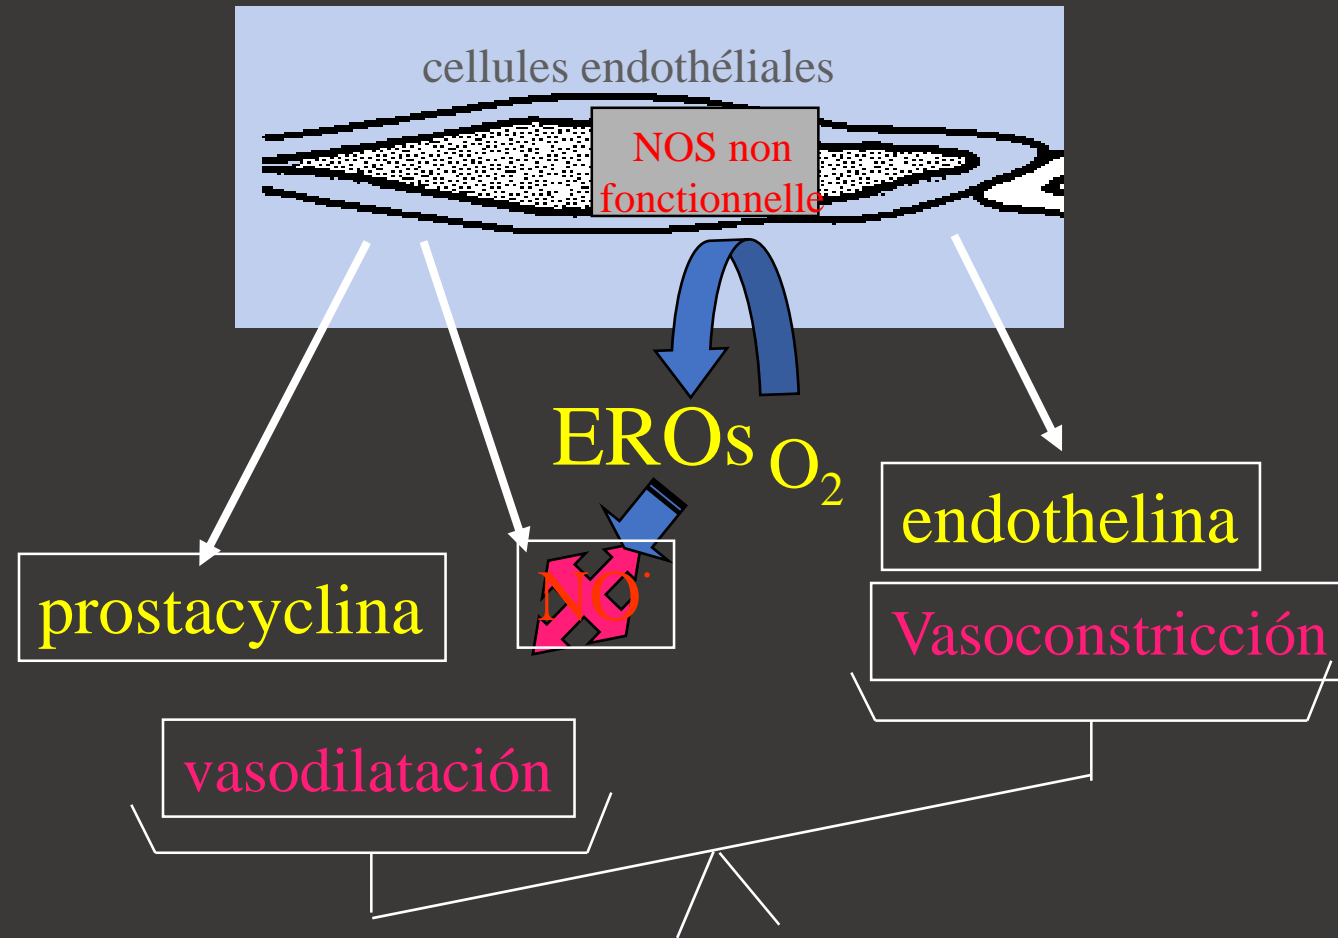 cellules endothéliales
NOS non
fonctionnelle
EROs
O₂
endothelina
prostacyclina
NO·
Vasoconstricción
vasodilatación